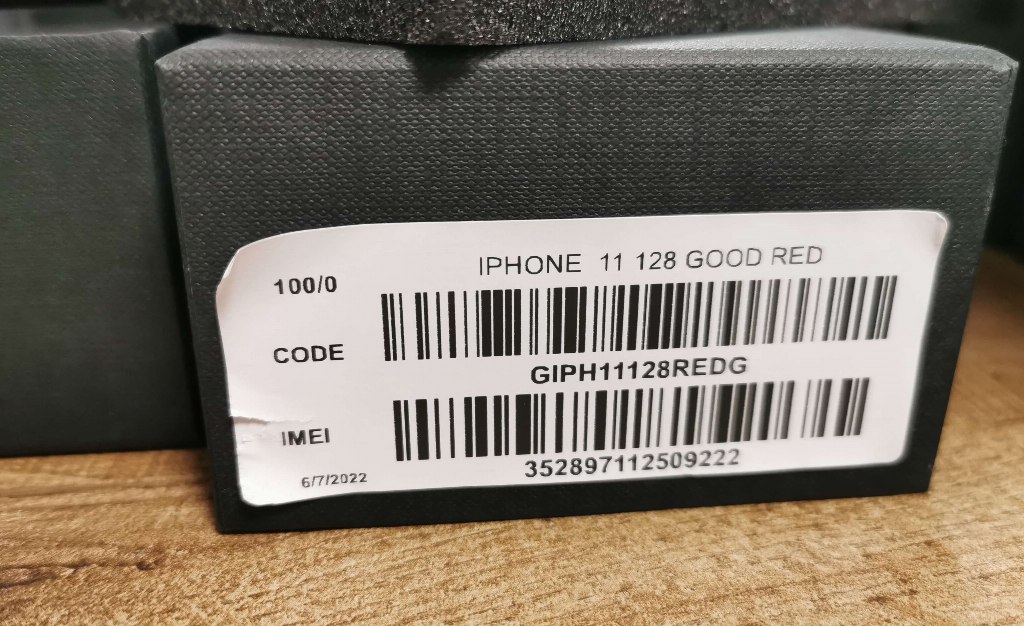 IPHONE 11 128 GOOD RED
100/0
CODE
GIPH11128REDG
IMEI
352897112509222
6/7/2022